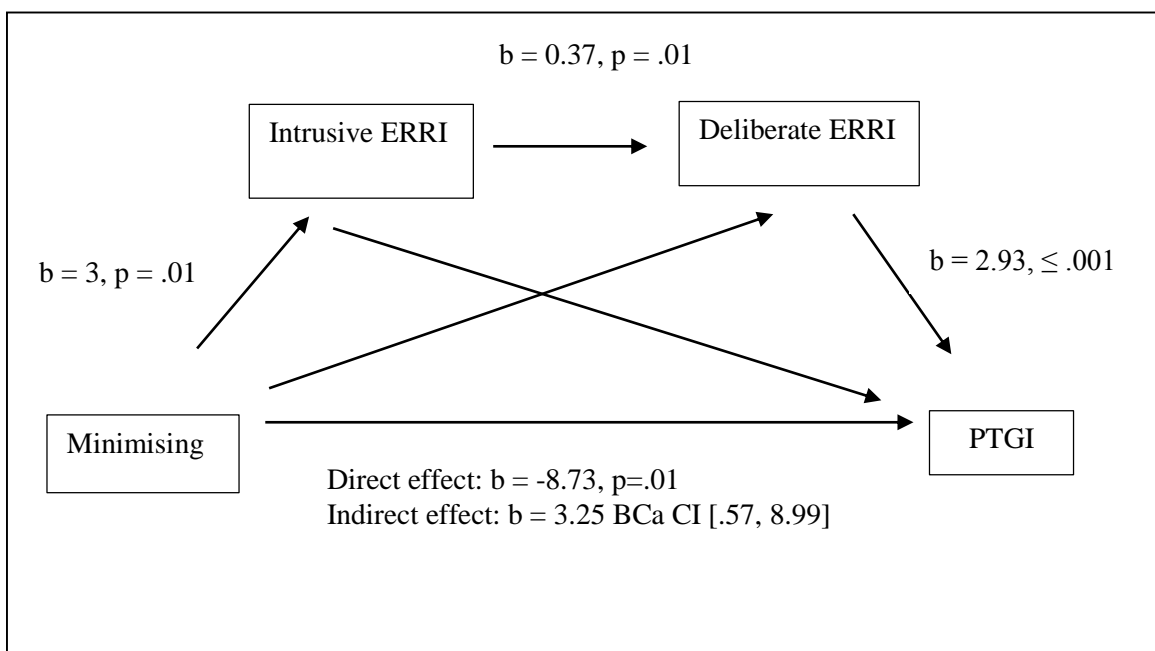 b = 0.37, p = .01
Intrusive ERRI
Deliberate ERRI
b = 3, p = .01
b = 2.93, ≤ .001
Minimising
PTGI
Direct effect: b = -8.73, p=.01
Indirect effect: b = 3.25 BCa CI [.57, 8.99]